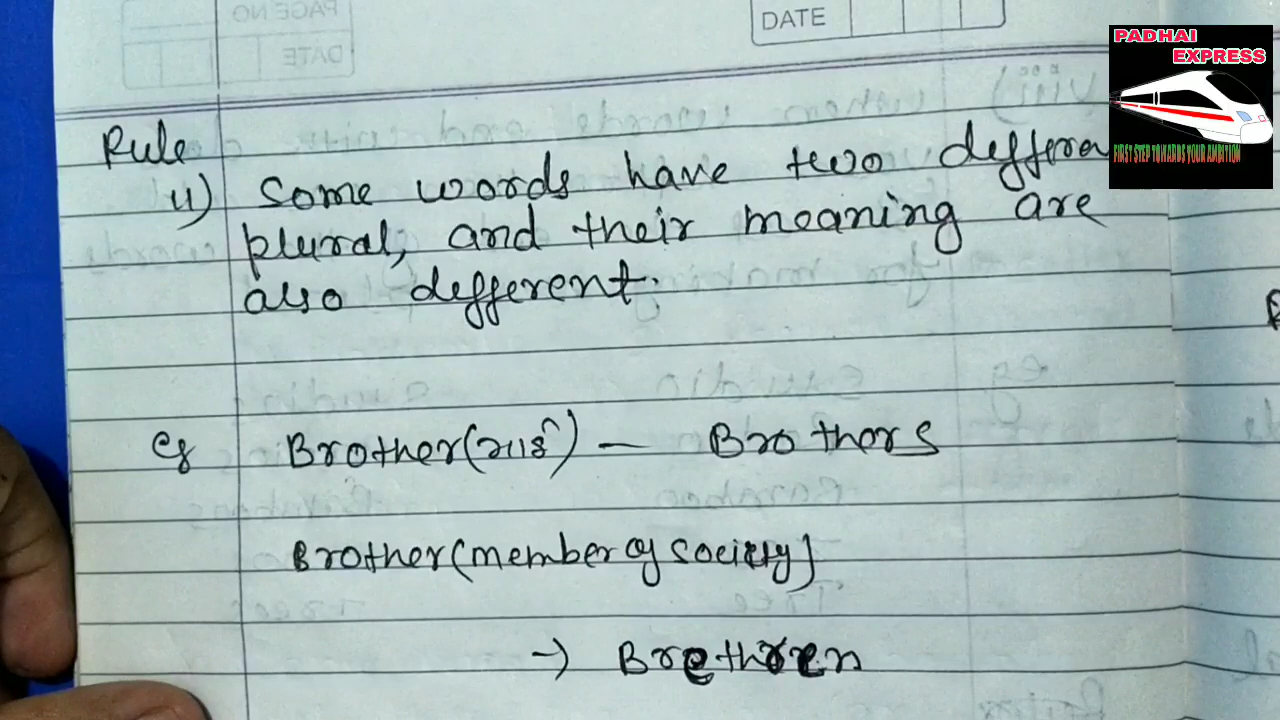 DATE
PADHAI
EXPRESS
FIRST STEP TOWARDS YOUR AMBITION
Rule
11) some words have two differen
plural, and their meaning are
also different.
eg Brother (भाई) — Brothers
Brother (member of society)
→ Brethren